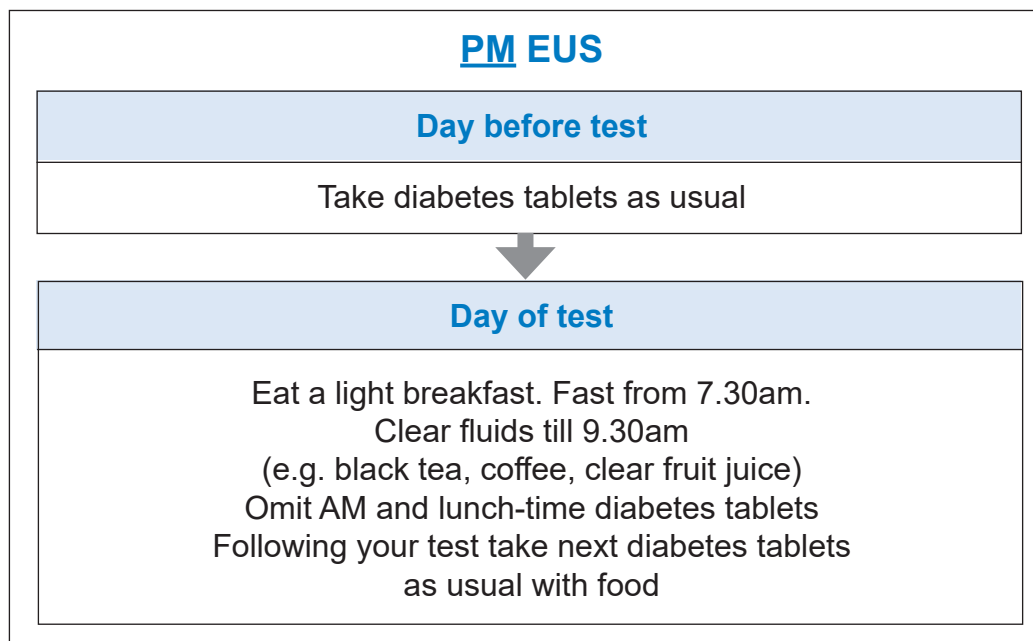 PM EUS
Day before test
Take diabetes tablets as usual
Day of test
Eat a light breakfast. Fast from 7.30am.
Clear fluids till 9.30am
(e.g. black tea, coffee, clear fruit juice)
Omit AM and lunch-time diabetes tablets
Following your test take next diabetes tablets
as usual with food